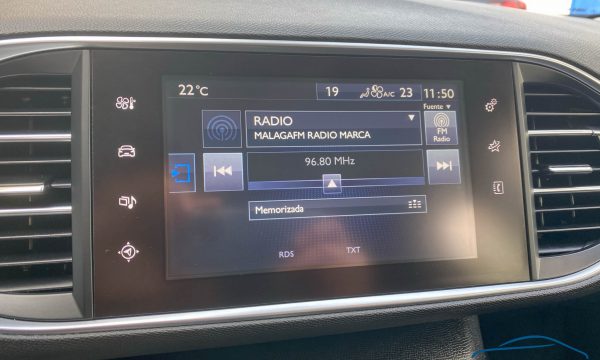 22 °C
19 A/C 23
11:50
Fuente
RADIO
MALAGAFM RADIO MARCA
FM
Radio
96.80 MHz
Memorizada
RDS
TXT